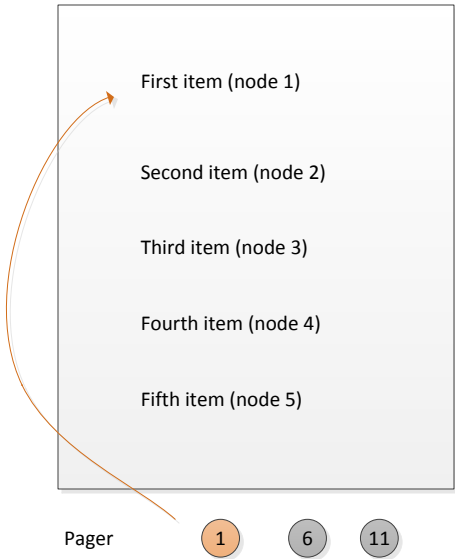 First item (node 1)
Second item (node 2)
Third item (node 3)
Fourth item (node 4)
Fifth item (node 5)
Pager 1 6 11